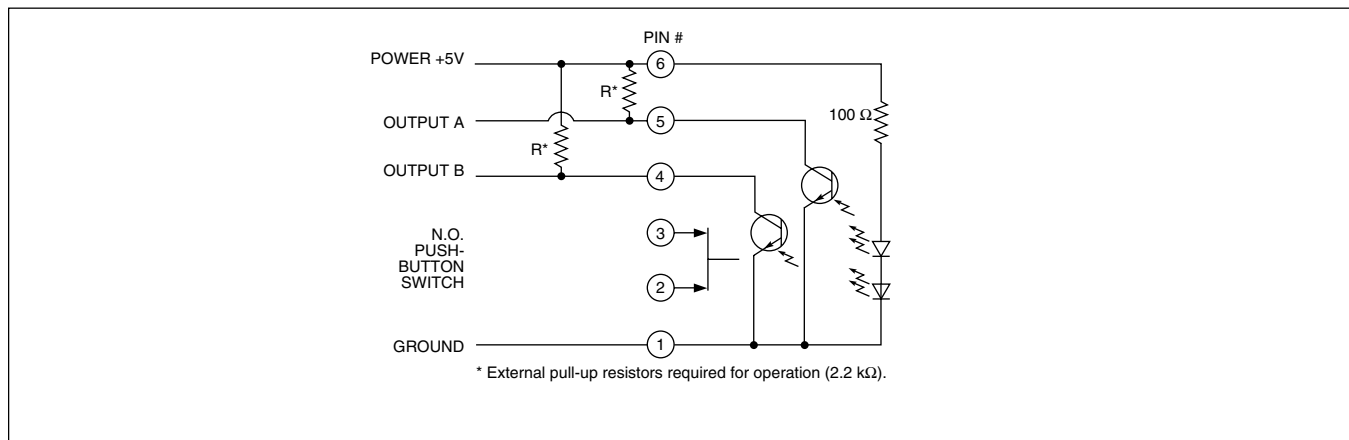 PIN #
POWER +5V
6
R*
100 Ω
OUTPUT A
5
R*
OUTPUT B
4
N.O.
PUSH-
BUTTON
SWITCH
3
2
GROUND
1
* External pull-up resistors required for operation (2.2 kΩ).